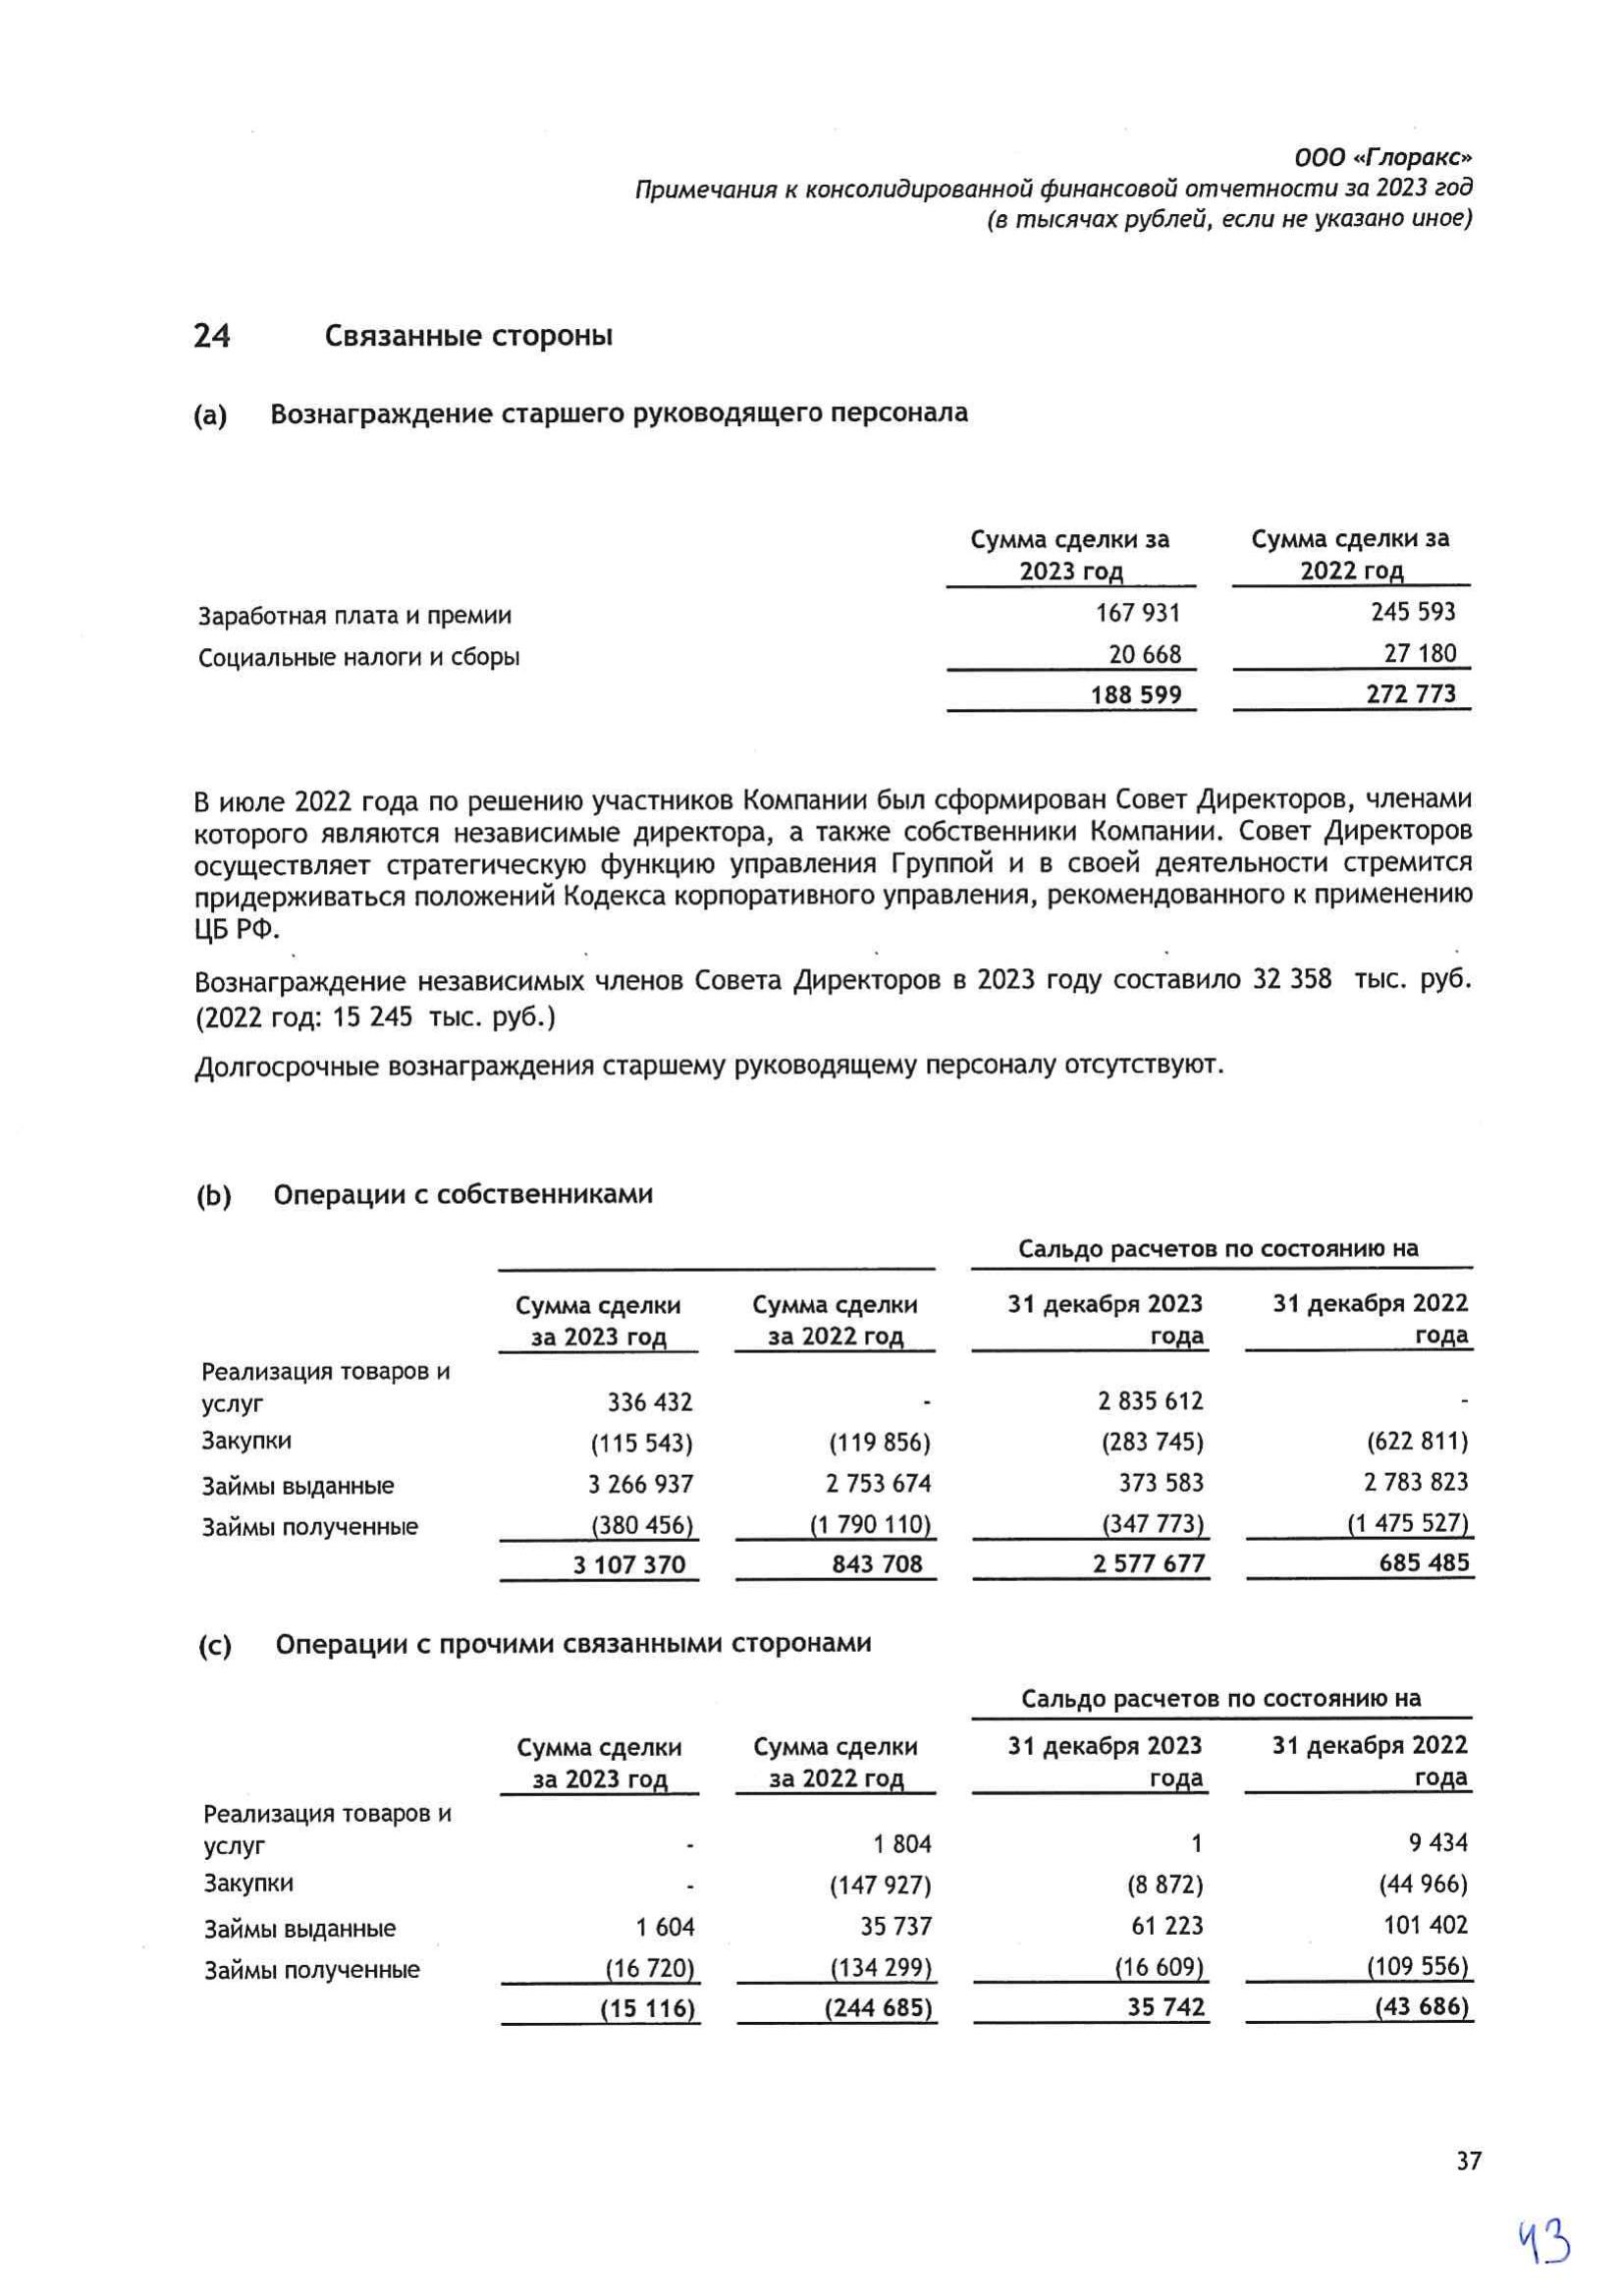 ООО «Глоракс»
Примечания к консолидированной финансовой отчетности за 2023 год
(в тысячах рублей, если не указано иное)
24 Связанные стороны
(a) Вознаграждение старшего руководящего персонала
Сумма сделки за Сумма сделки за
2023 год 2022 год
Заработная плата и премии 167 931 245 593
Социальные налоги и сборы 20 668 27 180
188 599 272 773
В июле 2022 года по решению участников Компании был сформирован Совет Директоров, членами
которого являются независимые директора, а также собственники Компании. Совет Директоров
осуществляет стратегическую функцию управления Группой и в своей деятельности стремится
придерживаться положений Кодекса корпоративного управления, рекомендованного к применению
ЦБ РФ.
Вознаграждение независимых членов Совета Директоров в 2023 году составило 32 358 тыс. руб.
(2022 год: 15 245 тыс. руб.)
Долгосрочные вознаграждения старшему руководящему персоналу отсутствуют.
(b) Операции с собственниками
Сальдо расчетов по состоянию на
Сумма сделки Сумма сделки 31 декабря 2023 31 декабря 2022
за 2023 год за 2022 год года года
Реализация товаров и
услуг 336 432 - 2 835 612 -
Закупки (115 543) (119 856) (283 745) (622 811)
Займы выданные 3 266 937 2 753 674 373 583 2 783 823
Займы полученные (380 456) (1 790 110) (347 773) (1 475 527)
3 107 370 843 708 2 577 677 685 485
(c) Операции с прочими связанными сторонами
Сальдо расчетов по состоянию на
Сумма сделки Сумма сделки 31 декабря 2023 31 декабря 2022
за 2023 год за 2022 год года года
Реализация товаров и
услуг - 1 804 1 9 434
Закупки - (147 927) (8 872) (44 966)
Займы выданные 1 604 35 737 61 223 101 402
Займы полученные (16 720) (134 299) (16 609) (109 556)
(15 116) (244 685) 35 742 (43 686)
37
43